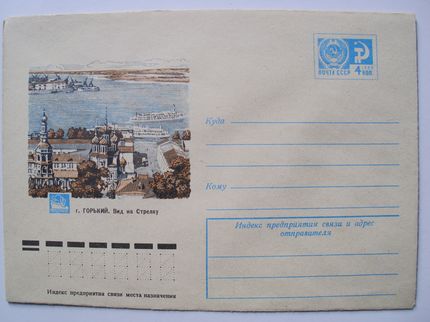 ПОЧТА СССР 4 КОП.
Куда
Кому
г. ГОРЬКИЙ. Вид на Стрелку
Индекс предприятия связи и адрес
отправителя
Индекс предприятия связи места назначения